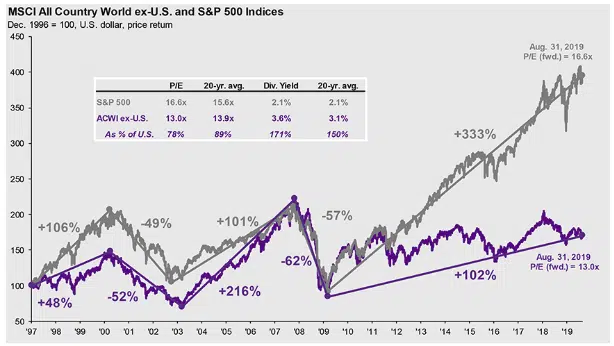 MSCI All Country World ex-U.S. and S&P 500 Indices
Dec. 1996 = 100, U.S. dollar, price return
450
400
350
300
250
200
150
100
50
P/E 20-yr. avg. Div. Yield 20-yr. avg.
S&P 500 16.6x 15.6x 2.1% 2.1%
ACWI ex-U.S. 13.0x 13.9x 3.6% 3.1%
As % of U.S. 78% 89% 171% 150%
Aug. 31, 2019
P/E (fwd.) = 16.6x
+333%
+106%
-49%
+101%
-57%
+48%
-52%
+216%
-62%
+102%
Aug. 31, 2019
P/E (fwd.) = 13.0x
'97 '98 '99 '00 '01 '02 '03 '04 '05 '06 '07 '08 '09 '10 '11 '12 '13 '14 '15 '16 '17 '18 '19